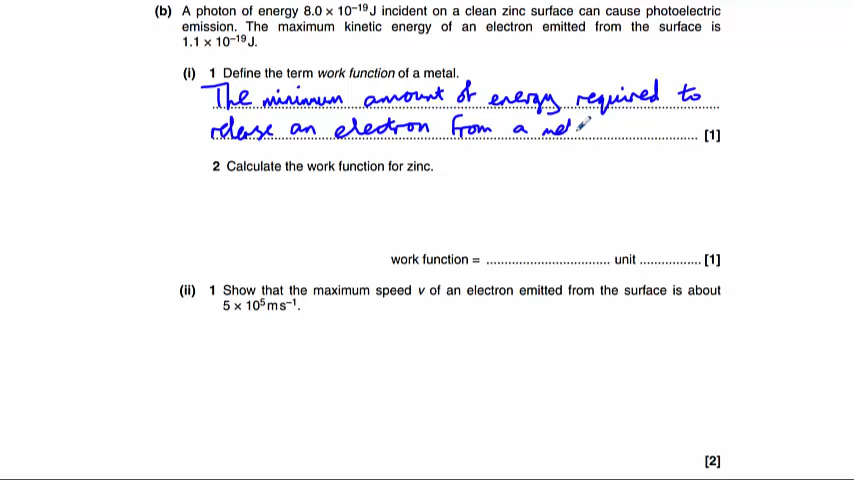 (b) A photon of energy 8.0 × 10⁻¹⁹ J incident on a clean zinc surface can cause photoelectric
emission. The maximum kinetic energy of an electron emitted from the surface is
1.1 × 10⁻¹⁹ J.
(i) 1 Define the term work function of a metal.
The minimum amount of energy required to
release an electron from a met
[1]
2 Calculate the work function for zinc.
work function = ................................. unit ................. [1]
(ii) 1 Show that the maximum speed v of an electron emitted from the surface is about
5 × 10⁵ m s⁻¹.
[2]